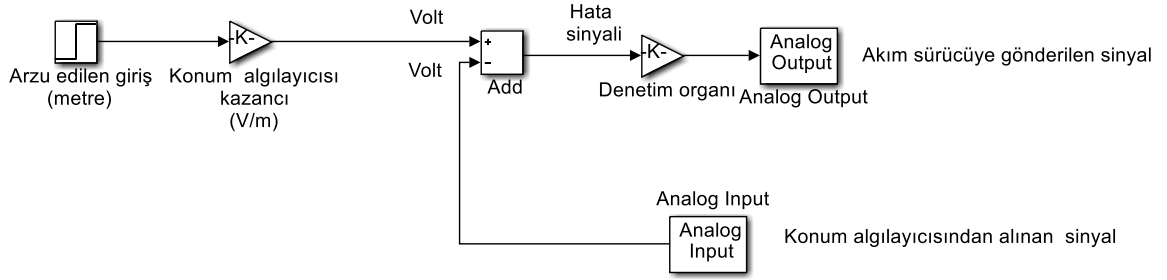 Volt
Hata
sinyali
-K-
+
-K-
Analog
Output
Akım sürücüye gönderilen sinyal
Arzu edilen giriş
(metre)
Konum algılayıcısı
kazancı
(V/m)
Volt
−
Add
Denetim organı
Analog Output
Analog Input
Analog
Input
Konum algılayıcısından alınan sinyal